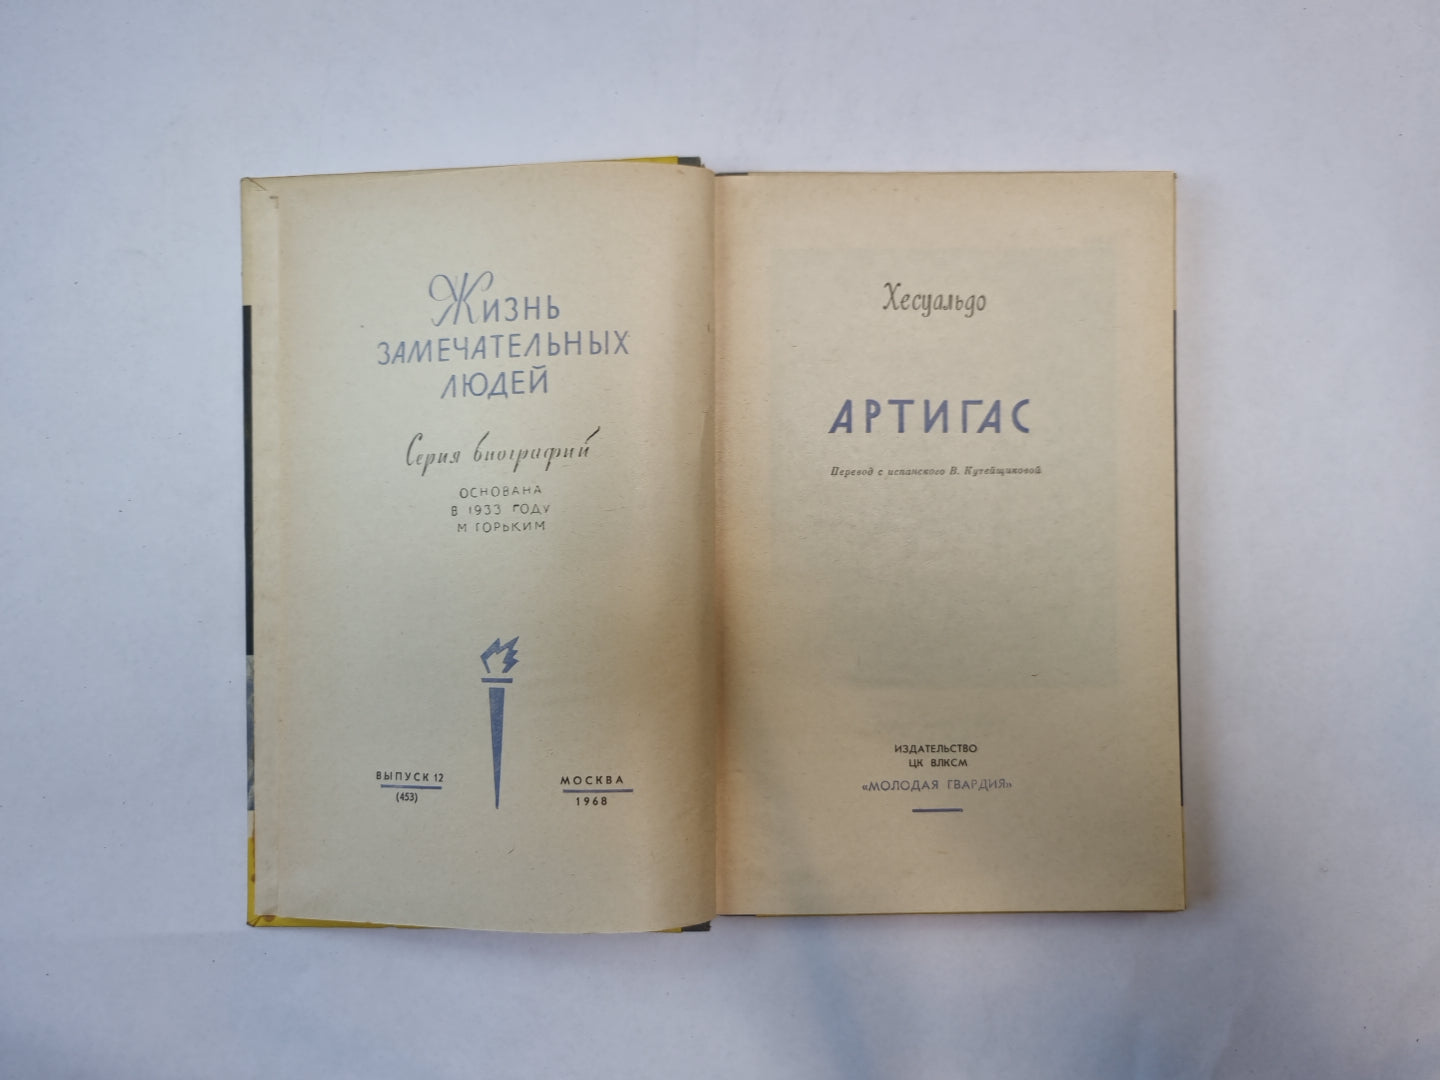 Жизнь
ЗАМЕЧАТЕЛЬНЫХ
ЛЮДЕЙ
Серия биографий
ОСНОВАНА
В 1933 ГОДУ
М ГОРЬКИМ
ВЫПУСК 12
(453)
МОСКВА
1968
Хесуальдо
АРТИГАС
Перевод с испанского В. Кутейщиковой
ИЗДАТЕЛЬСТВО
ЦК ВЛКСМ
«МОЛОДАЯ ГВАРДИЯ»